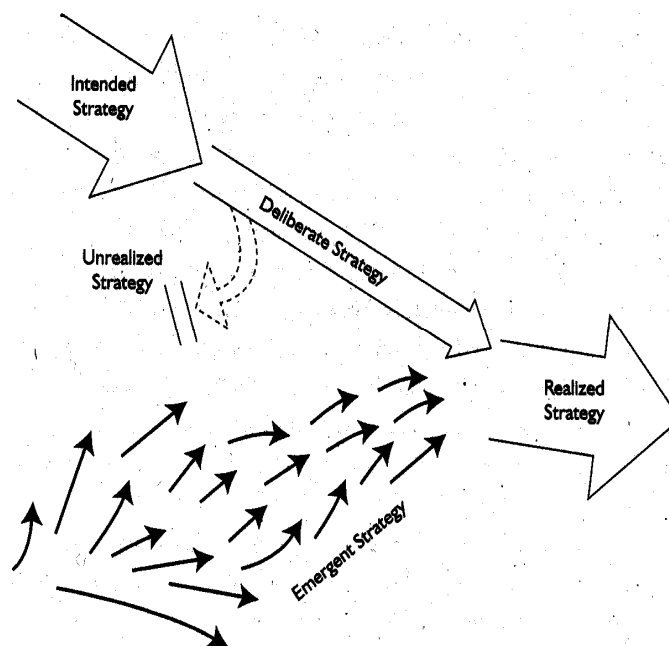 Intended
Strategy
Deliberate Strategy
Unrealized
Strategy
Realized
Strategy
Emergent Strategy